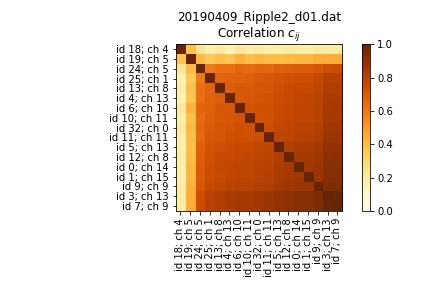 20190409_Ripple2_d01.dat
Correlation c_ij
id 18; ch 4
id 19; ch 5
id 24; ch 5
id 25; ch 1
id 13; ch 8
id 4; ch 13
id 6; ch 10
id 10; ch 11
id 32; ch 0
id 11; ch 11
id 5; ch 13
id 12; ch 8
id 0; ch 14
id 1; ch 15
id 9; ch 9
id 3; ch 13
id 7; ch 9
id 18; ch 4
id 19; ch 5
id 24; ch 5
id 25; ch 1
id 13; ch 8
id 4; ch 13
id 6; ch 10
id 10; ch 11
id 32; ch 0
id 11; ch 11
id 5; ch 13
id 12; ch 8
id 0; ch 14
id 1; ch 15
id 9; ch 9
id 3; ch 13
id 7; ch 9
1.0
0.8
0.6
0.4
0.2
0.0